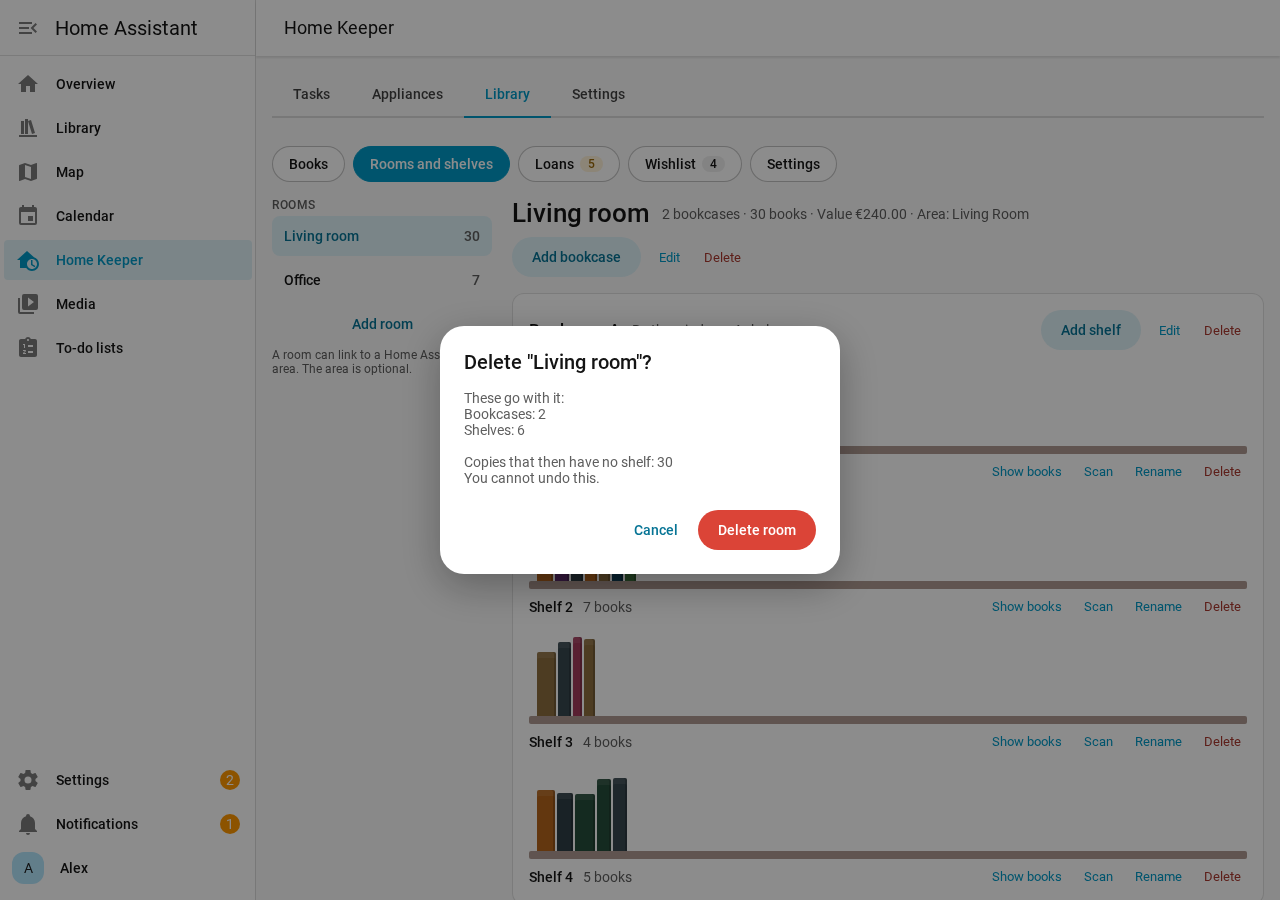 Home Assistant
Home Keeper
Overview
Library
Map
Calendar
Home Keeper
Media
To-do lists
Settings 2
Notifications 1
A Alex
Tasks Appliances Library Settings
Books Rooms and shelves Loans 5 Wishlist 4 Settings
ROOMS
Living room 30
Office 7
Add room
A room can link to a Home
area. The area is optional.
Living room 2 bookcases · 30 books · Value €240.00 · Area: Living Room
Add bookcase Edit Delete
Add shelf Edit Delete
Show books Scan Rename Delete
Shelf 2 7 books Show books Scan Rename Delete
Shelf 3 4 books Show books Scan Rename Delete
Shelf 4 5 books Show books Scan Rename Delete
Delete "Living room"?
These go with it:
Bookcases: 2
Shelves: 6
Copies that then have no shelf: 30
You cannot undo this.
Cancel Delete room